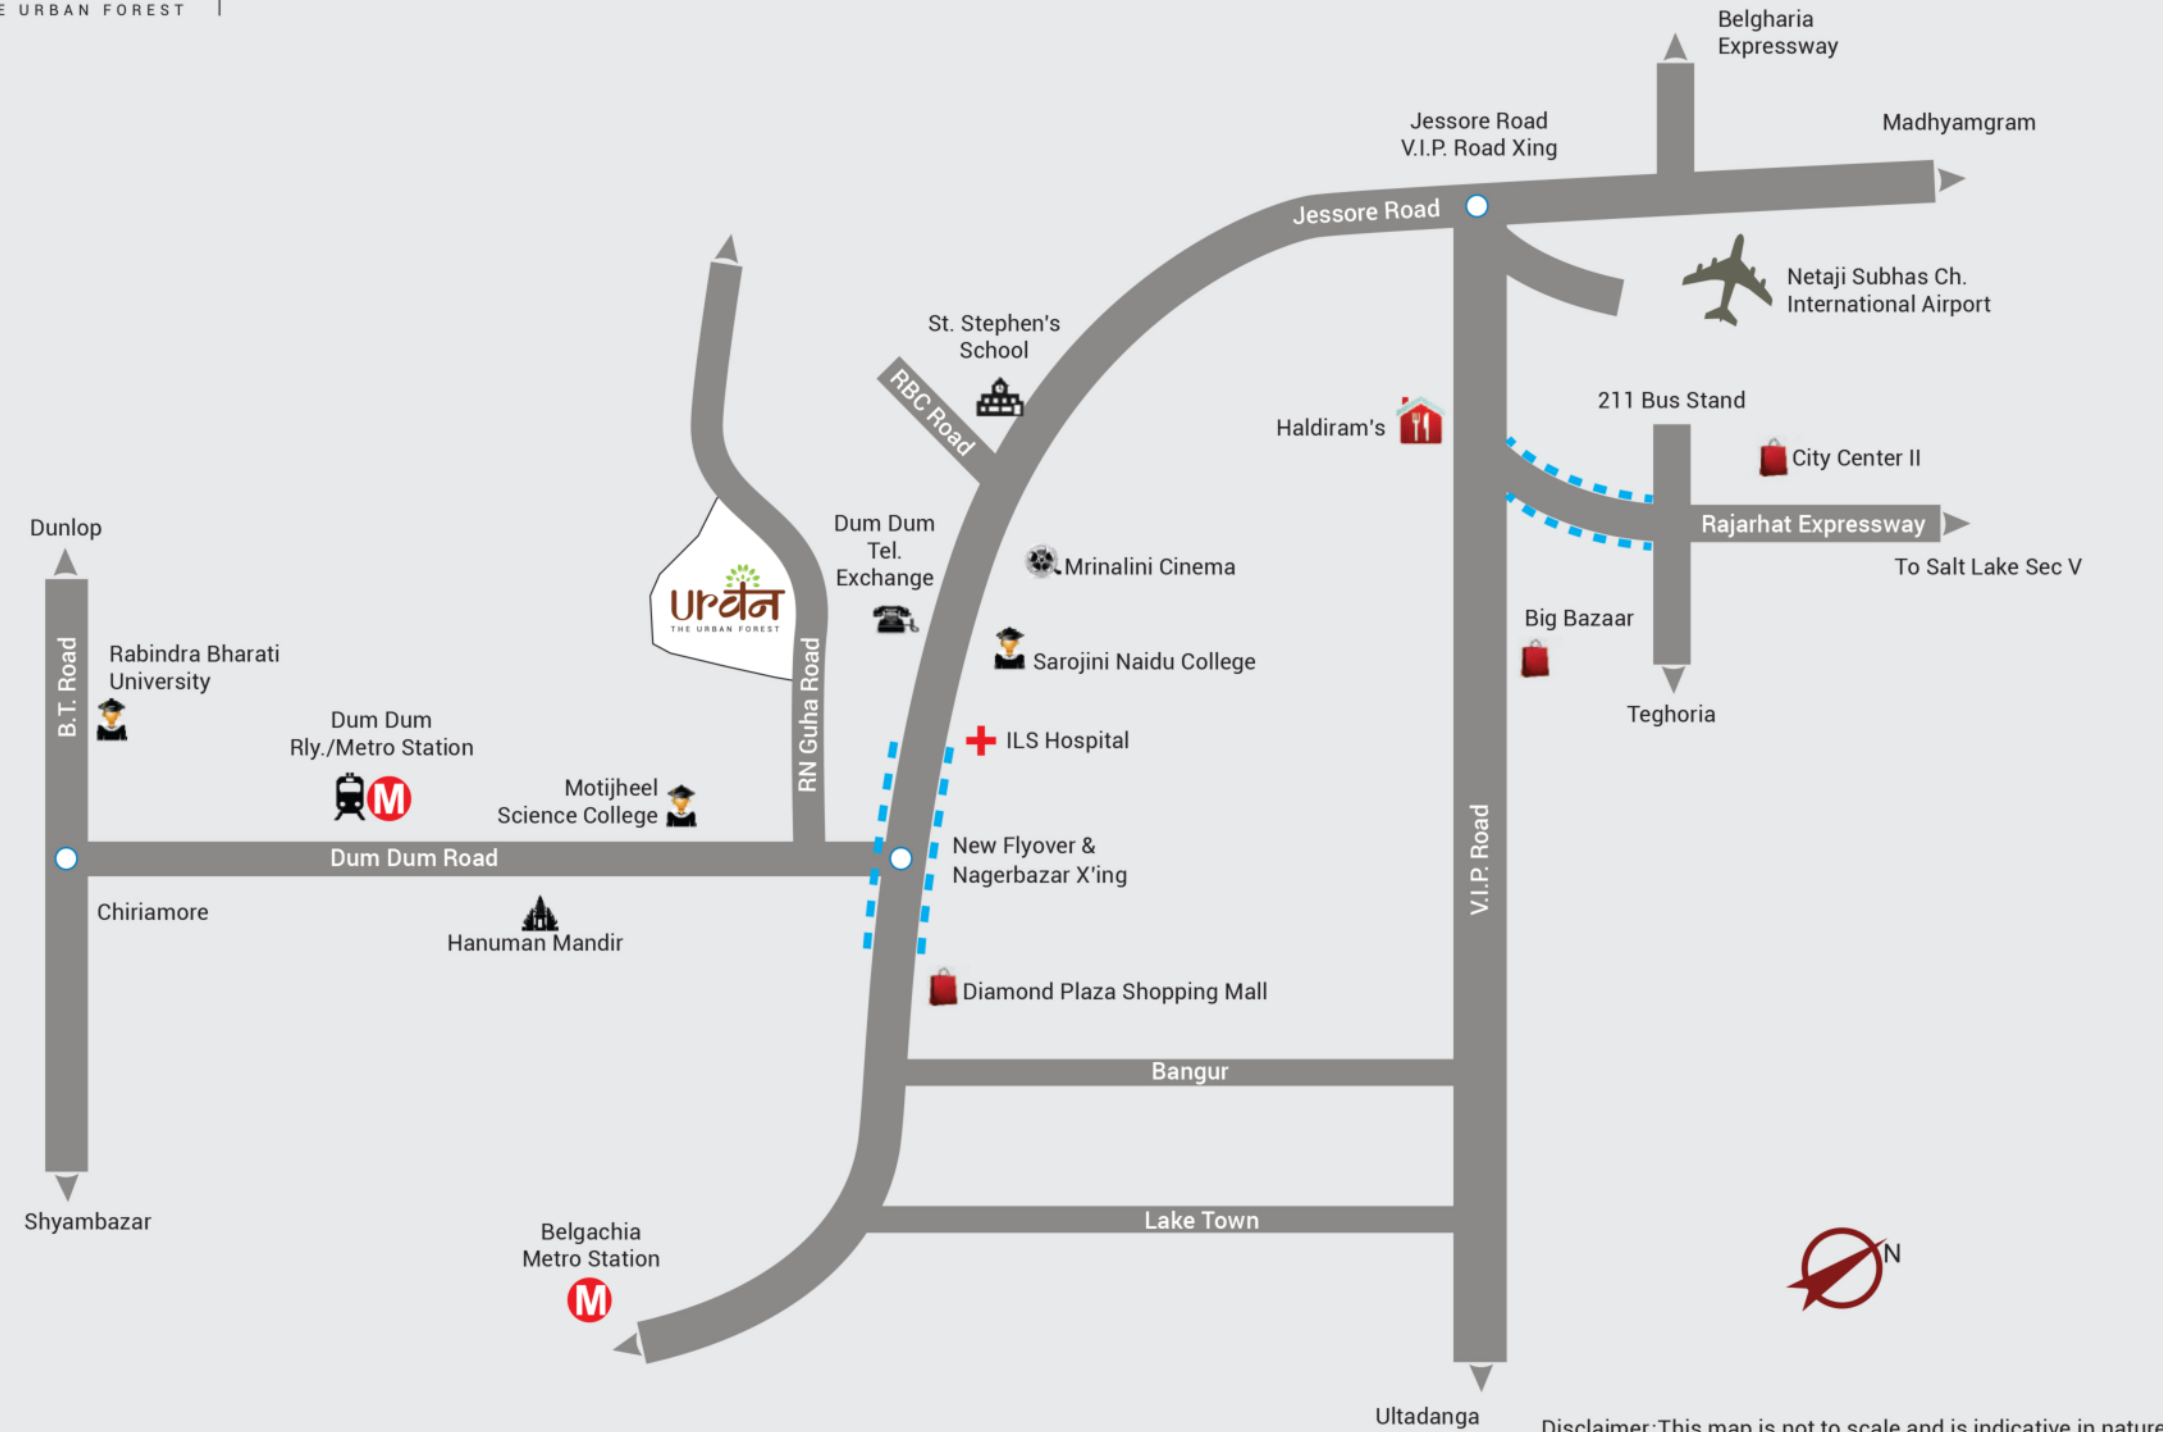 E URBAN FOREST
Belgharia
Expressway
Jessore Road
V.I.P. Road Xing
Madhyamgram
Jessore Road
Netaji Subhas Ch.
International Airport
St. Stephen's
School
RBC Road
Haldiram's
211 Bus Stand
City Center II
Rajarhat Expressway
To Salt Lake Sec V
Dunlop
Dum Dum
Tel.
Exchange
Mrinalini Cinema
Urवन
THE URBAN FOREST
Big Bazaar
Sarojini Naidu College
B.T. Road
Rabindra Bharati
University
RN Guha Road
Teghoria
Dum Dum
Rly./Metro Station
M
ILS Hospital
Motijheel
Science College
Dum Dum Road
New Flyover &
Nagerbazar X'ing
V.I.P. Road
Chiriamore
Hanuman Mandir
Diamond Plaza Shopping Mall
Bangur
Shyambazar
Lake Town
Belgachia
Metro Station
M
N
Ultadanga
Disclaimer:This map is not to scale and is indicative in nature